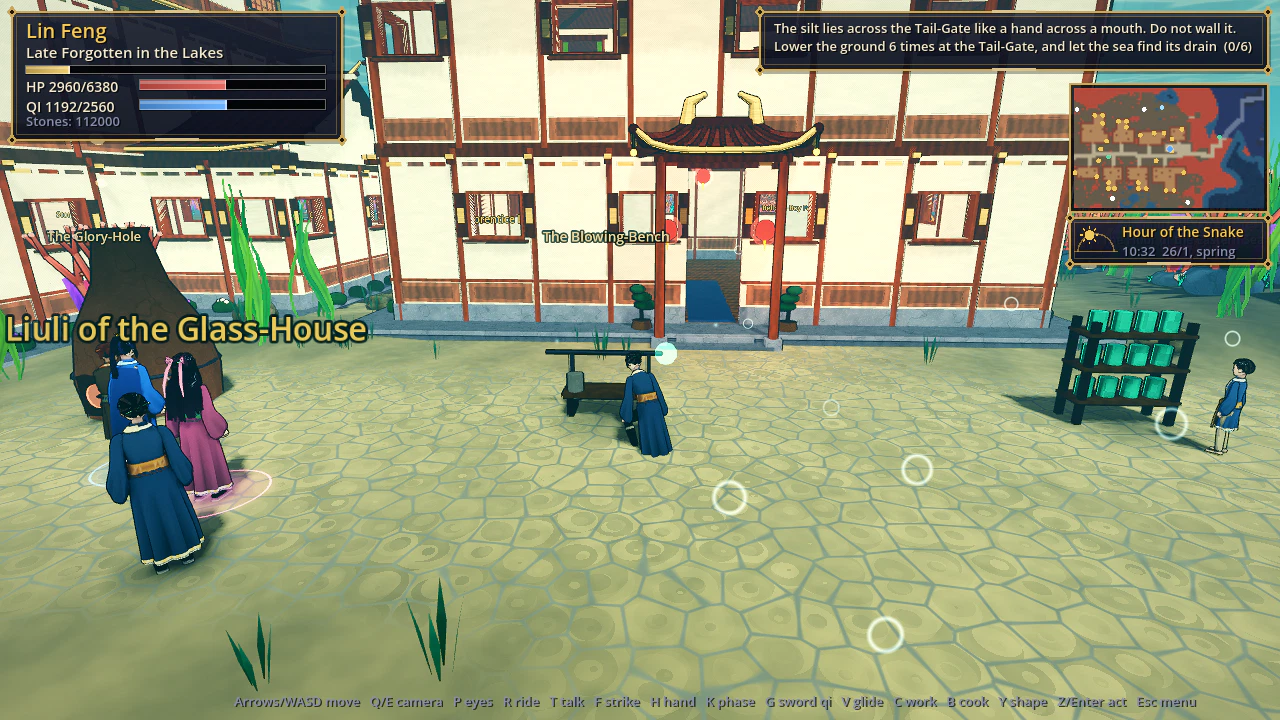 Lin Feng
Late Forgotten in the Lakes
HP 2960/6380
QI 1192/2560
Stones: 112000
The silt lies across the Tail-Gate like a hand across a mouth. Do not wall it.
Lower the ground 6 times at the Tail-Gate, and let the sea find its drain (0/6)
Hour of the Snake
10:32 26/1, spring
prentice
The Glory-Hole
The Blowing-Bench
Liuli of the Glass-House
Arrows/WASD move Q/E camera P eyes R ride T talk F strike H hand K phase G sword qi V glide C work B cook Y shape Z/Enter act Esc menu